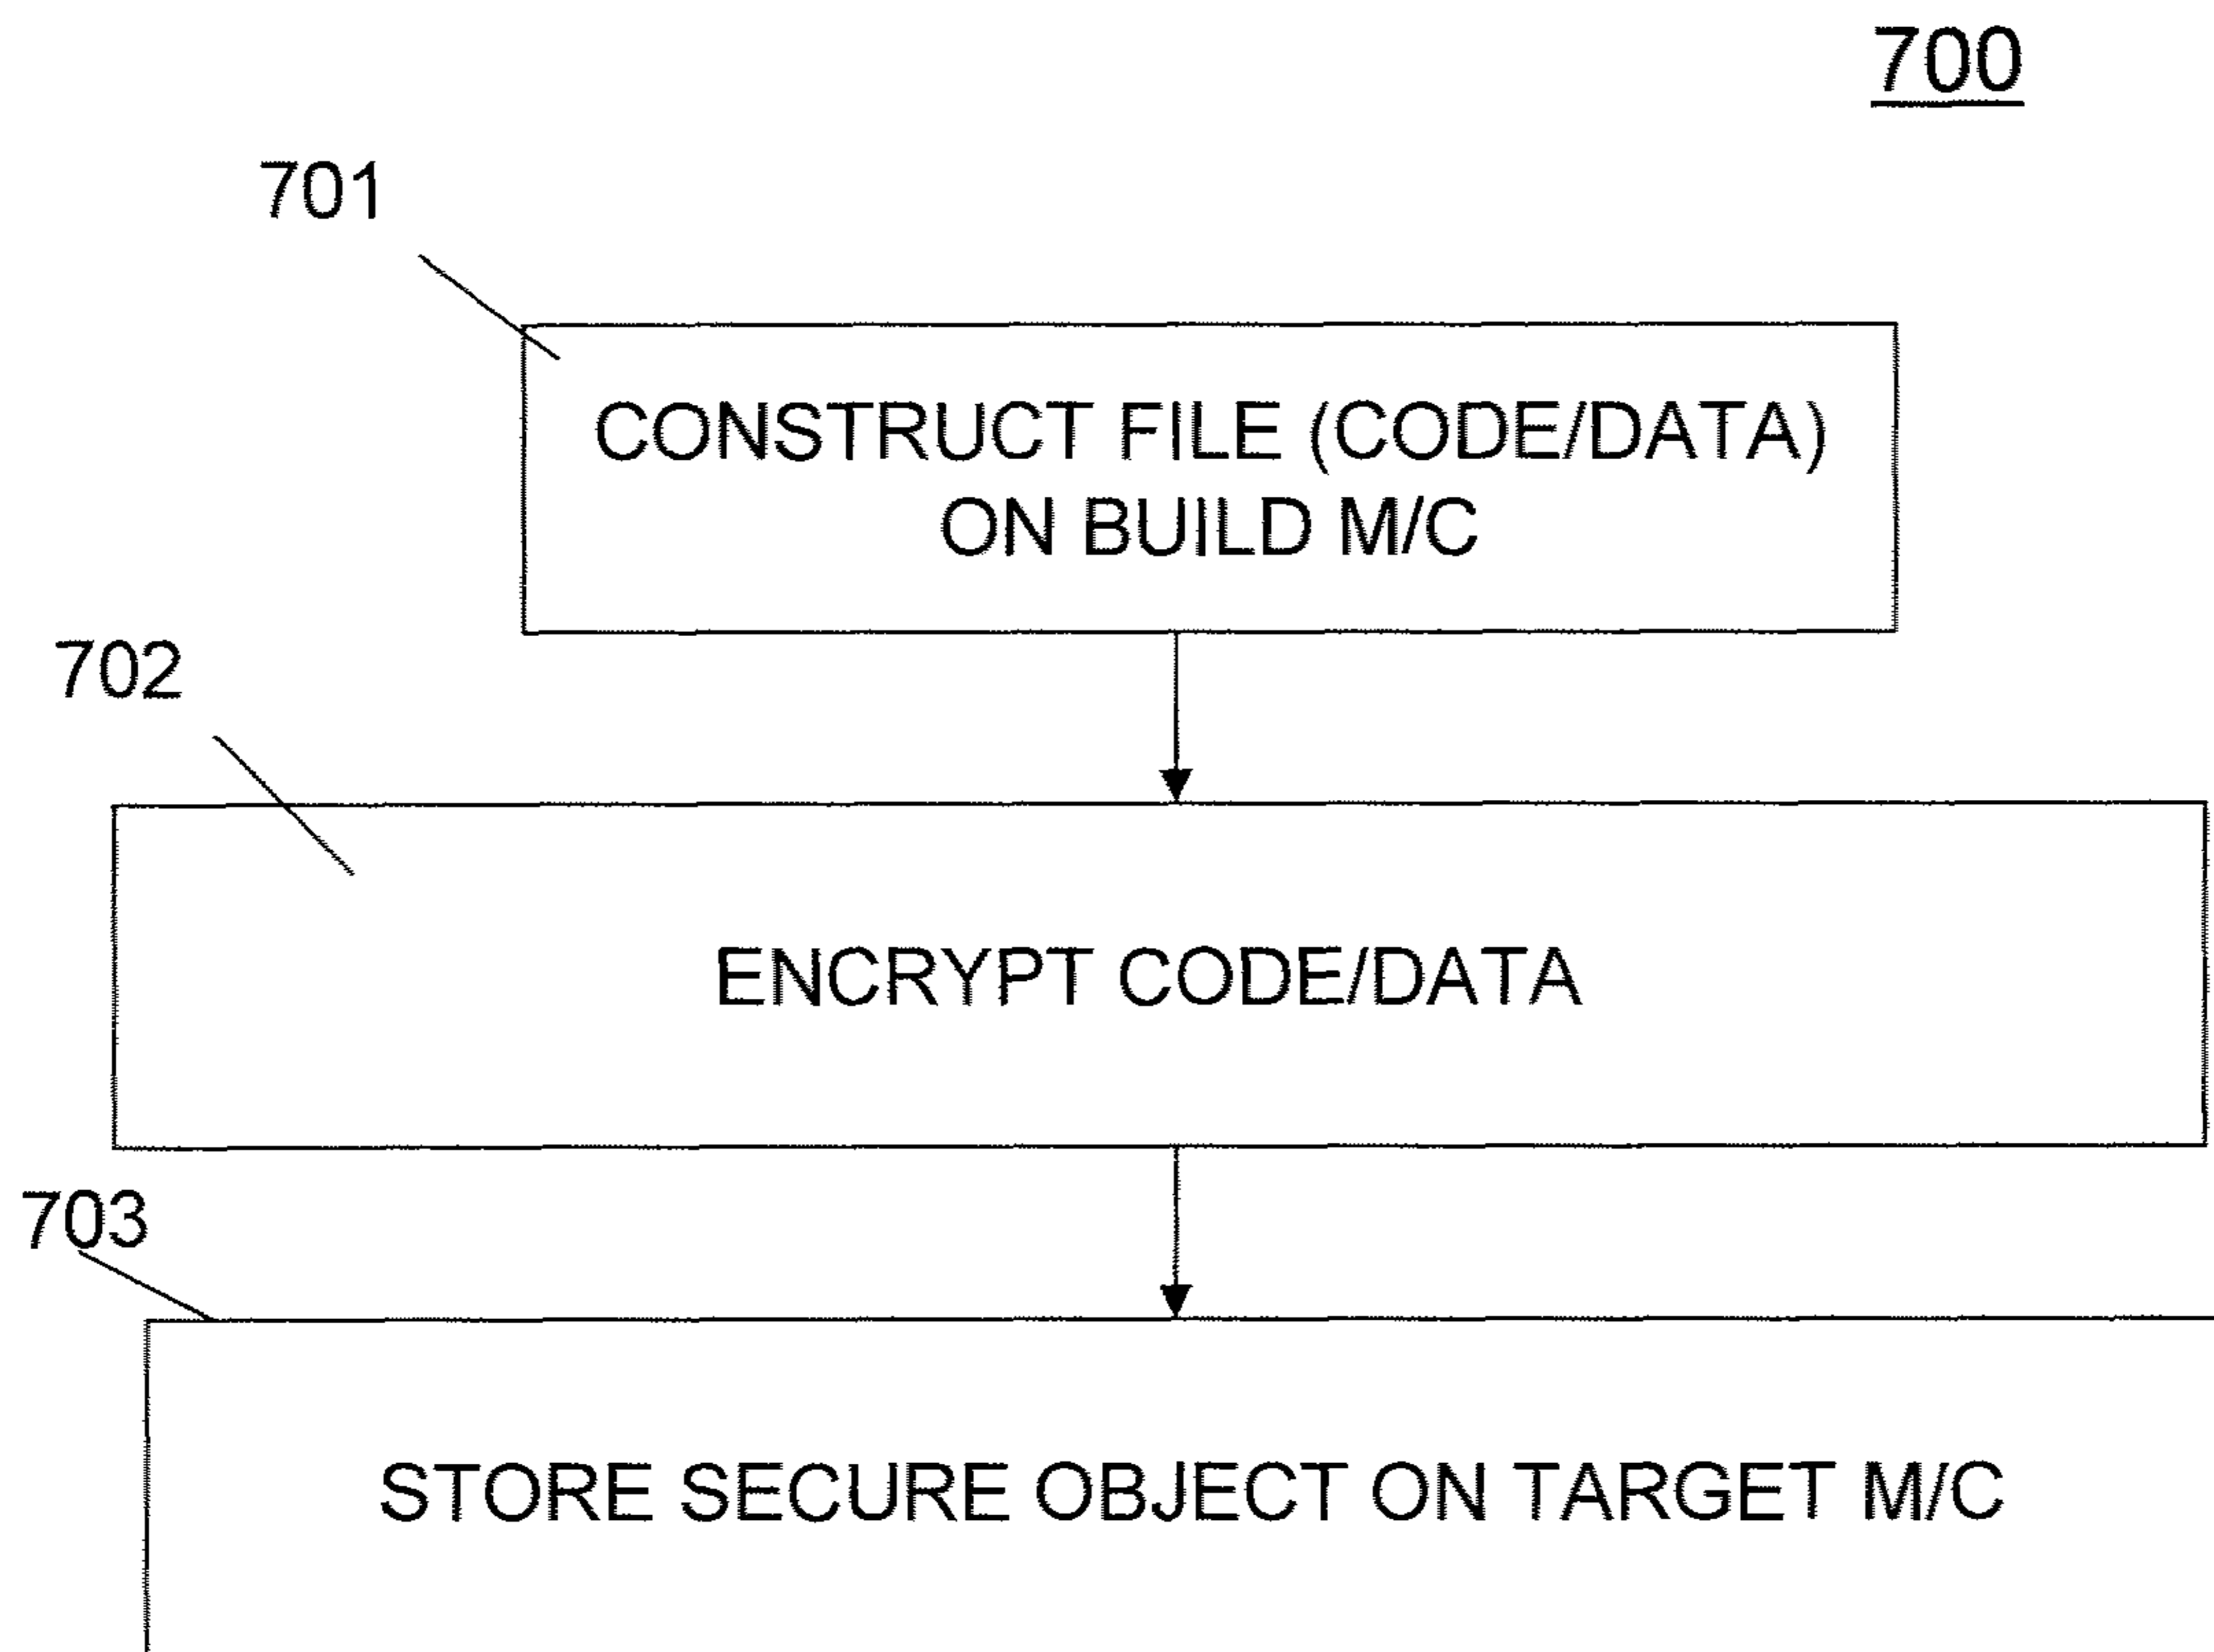 700
701
CONSTRUCT FILE (CODE/DATA)
ON BUILD M/C
702
ENCRYPT CODE/DATA
703
STORE SECURE OBJECT ON TARGET M/C